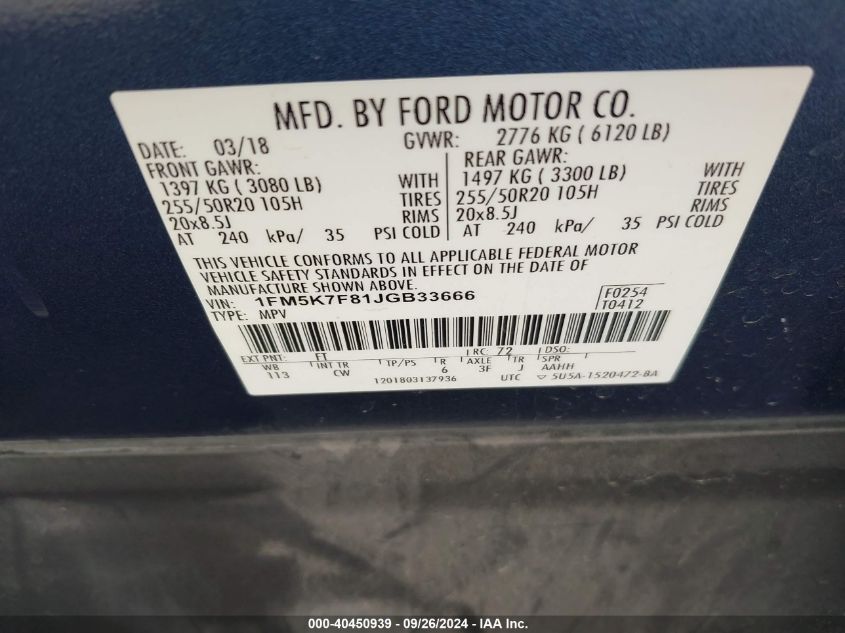 MFD. BY FORD MOTOR CO.
DATE: 03/18 GVWR: 2776 KG ( 6120 LB)
FRONT GAWR: REAR GAWR:
1397 KG ( 3080 LB) WITH 1497 KG ( 3300 LB) WITH
255/50R20 105H TIRES 255/50R20 105H TIRES
20x8.5J RIMS 20x8.5J RIMS
AT 240 kPa/ 35 PSI COLD AT 240 kPa/ 35 PSI COLD
THIS VEHICLE CONFORMS TO ALL APPLICABLE FEDERAL MOTOR
VEHICLE SAFETY STANDARDS IN EFFECT ON THE DATE OF
MANUFACTURE SHOWN ABOVE.
VIN: 1FM5K7F81JGB33666 F0254
TYPE: MPV T0412
EXT PNT: FT RC: 72 DSO:
WB INT TR TP/PS R AXLE TR SPR
113 CW 6 3F J AAHH
1201803137936 UTC ▽ 5U5A-1520472-BA
000-40450939 - 09/26/2024 - IAA Inc.